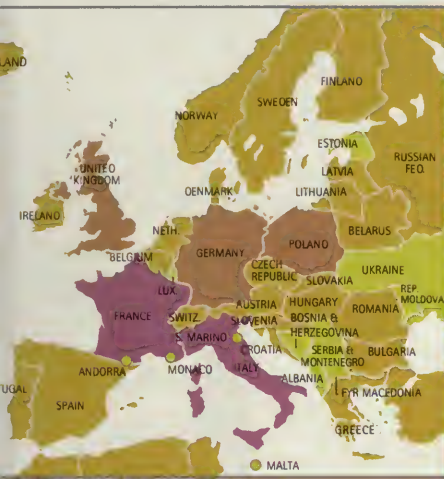 LAND
FINLAND
SWEDEN
NORWAY
ESTONIA
RUSSIAN
FED.
LATVIA
UNITED
KINGDOM
DENMARK
LITHUANIA
IRELAND
NETH.
BELARUS
POLAND
BELGIUM
GERMANY
CZECH
REPUBLIC
UKRAINE
SLOVAKIA
LUX.
REP.
MOLDOVA
AUSTRIA
HUNGARY
FRANCE
SWITZ.
SLOVENIA
ROMANIA
BOSNIA &
HERZEGOVINA
S. MARINO
CROATIA
SERBIA &
MONTENEGRO
BULGARIA
ANDORRA
MONACO
ITALY
ALBANIA
FYR MACEDONIA
TUGAL
SPAIN
GREECE
MALTA